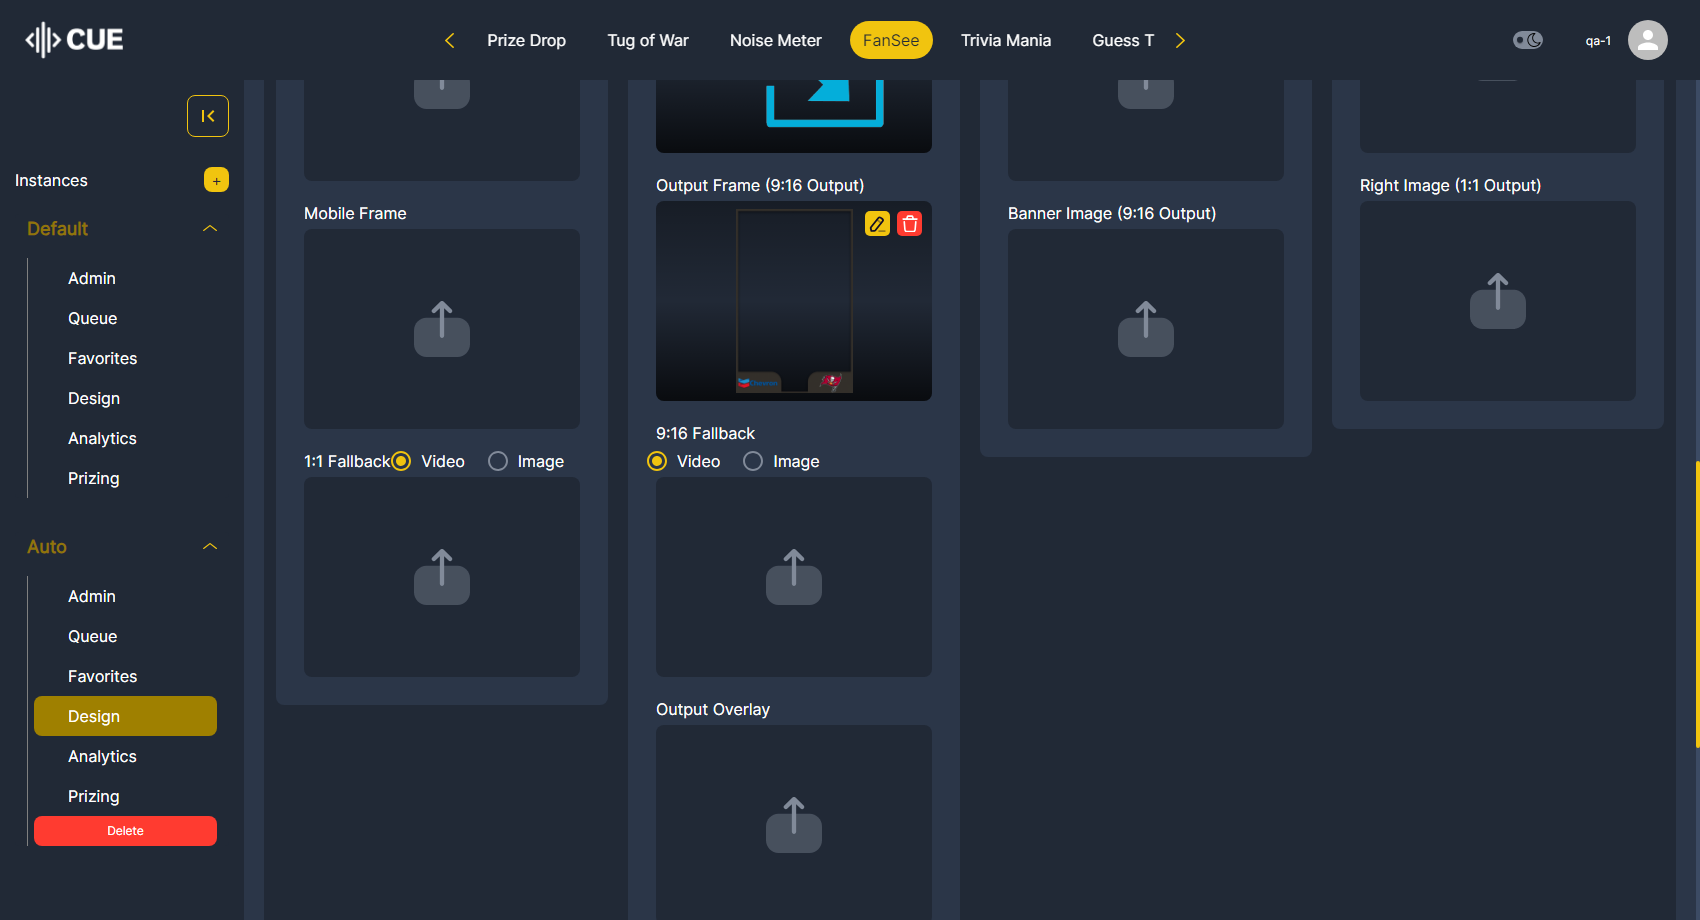 CUE
Prize Drop
Tug of War
Noise Meter
FanSee
Trivia Mania
Guess T
qa-1
Instances
+
Default
Admin
Queue
Favorites
Design
Analytics
Prizing
Auto
Admin
Queue
Favorites
Design
Analytics
Prizing
Delete
Mobile Frame
1:1 Fallback
Video
Image
Output Frame (9:16 Output)
9:16 Fallback
Video
Image
Output Overlay
Banner Image (9:16 Output)
Right Image (1:1 Output)